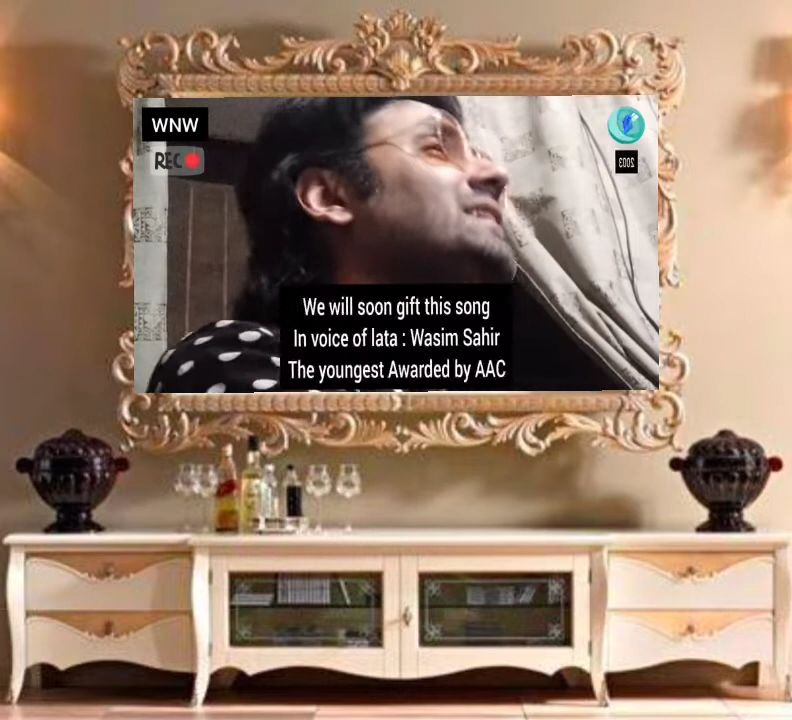 WNW
REC
2003
We will soon gift this song
In voice of lata : Wasim Sahir
The youngest Awarded by AAC